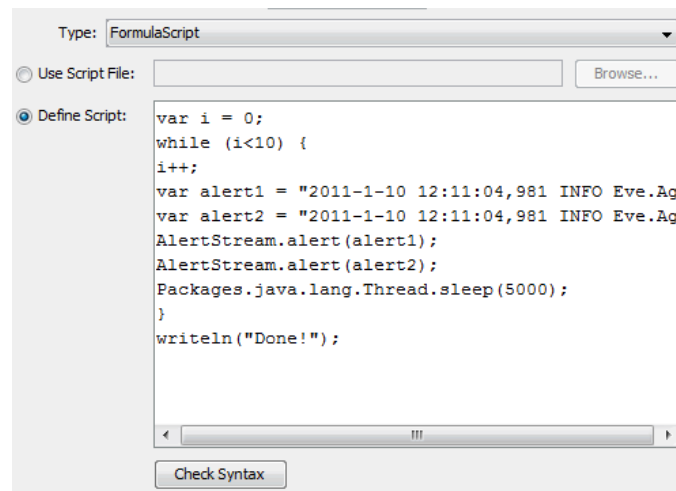 Type: FormulaScript
Use Script File: Browse...
Define Script:
var i = 0;
while (i<10) {
i++;
var alert1 = "2011-1-10 12:11:04,981 INFO Eve.Ag
var alert2 = "2011-1-10 12:11:04,981 INFO Eve.Ag
AlertStream.alert(alert1);
AlertStream.alert(alert2);
Packages.java.lang.Thread.sleep(5000);
}
writeln("Done!");
Check Syntax